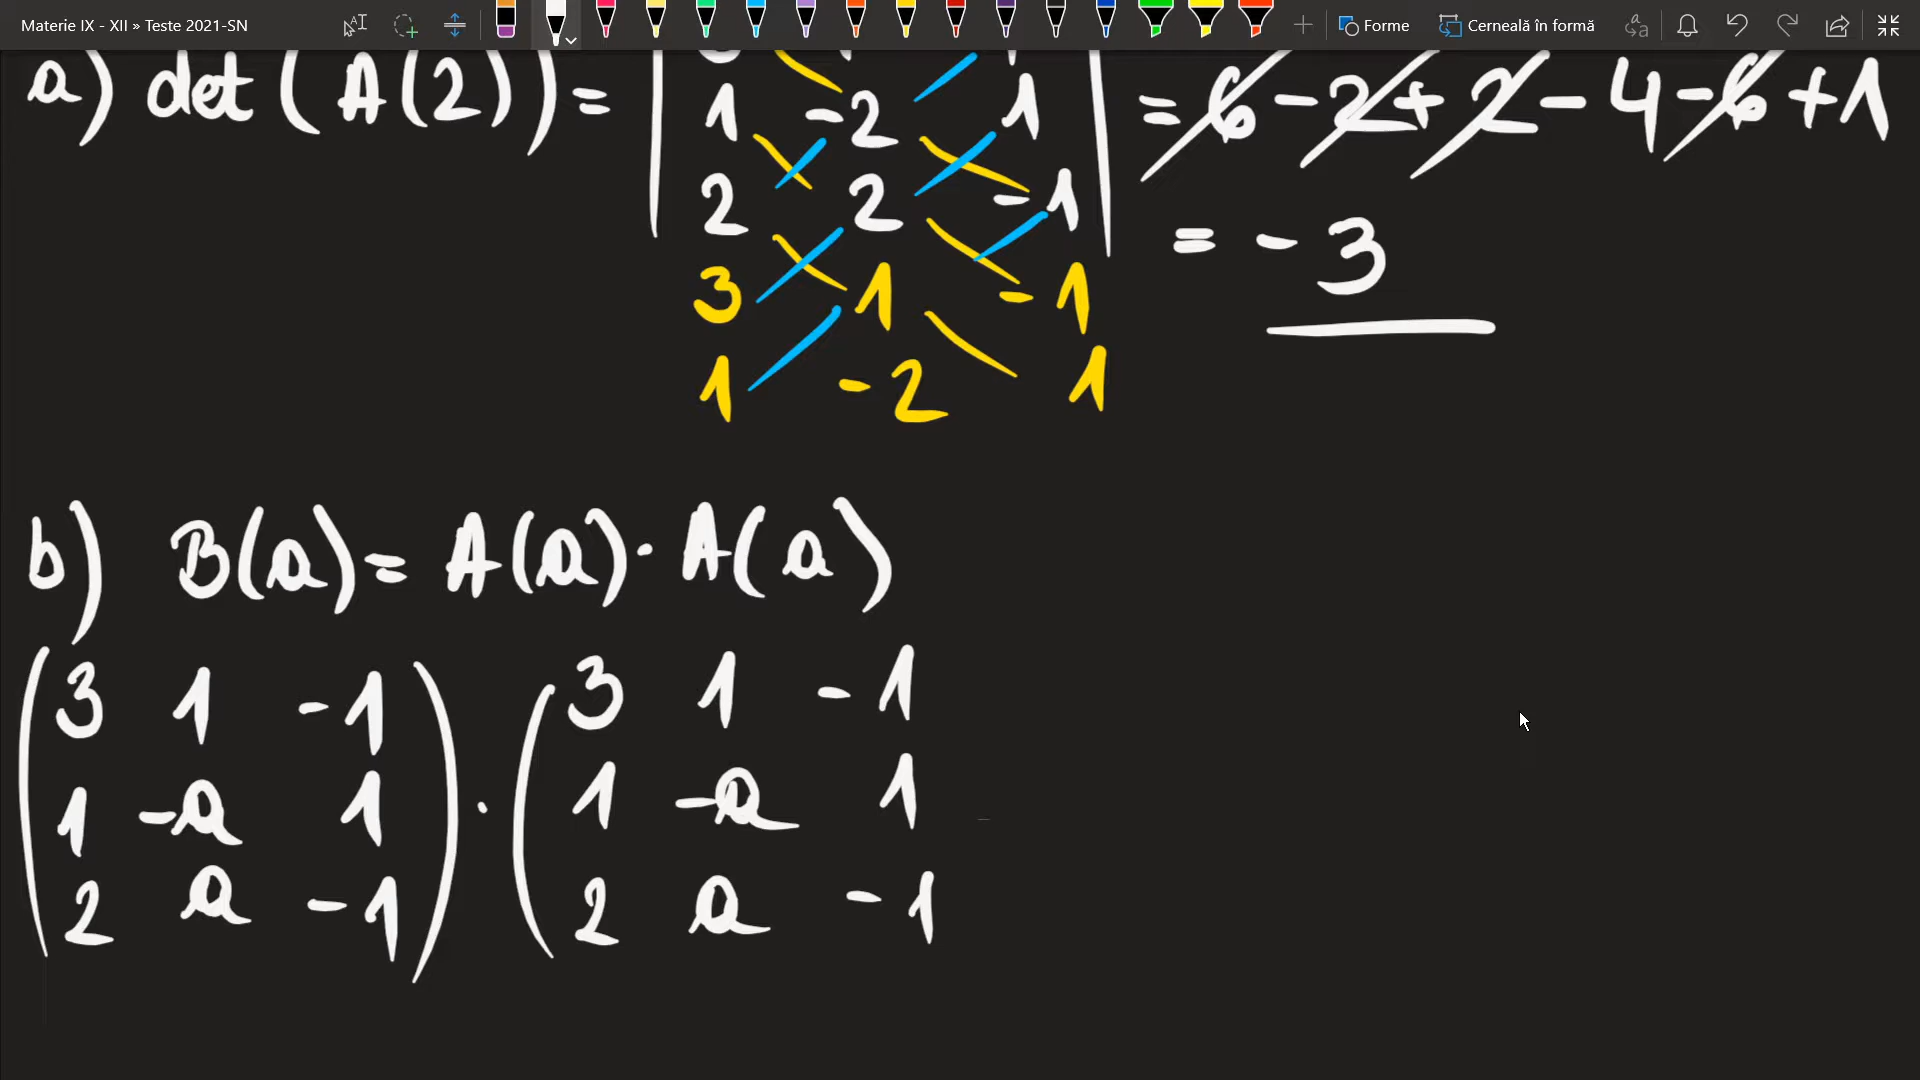 Materie IX - XII » Teste 2021-SN Forme Cerneală în formă
a) det(A(2)) = = 6 - 2 + 2 - 4 - 6 + 1
1 -2 1
2 2 -1
= -3
3 1 -1
1 -2 1
b) B(a) = A(a) · A(a)
(3 1 -1) · (3 1 -1
1 -a 1 1 -a 1
2 a -1 2 a -1